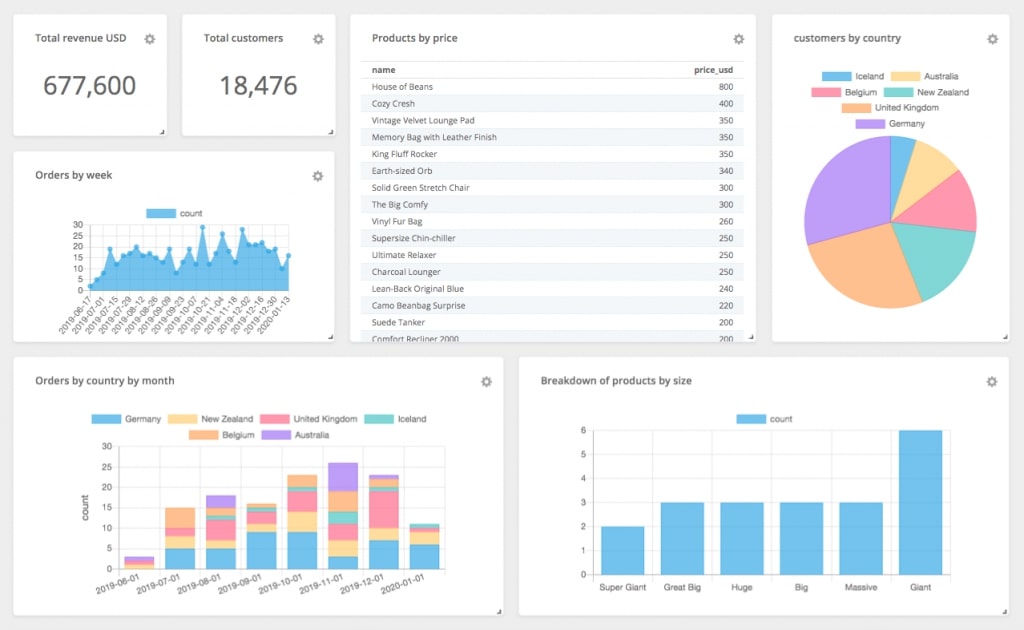 Total revenue USD
677,600
Total customers
18,476
Products by price
name price_usd
House of Beans 800
Cozy Cresh 400
Vintage Velvet Lounge Pad 350
Memory Bag with Leather Finish 350
King Fluff Rocker 350
Earth-sized Orb 340
Solid Green Stretch Chair 300
The Big Comfy 300
Vinyl Fur Bag 260
Supersize Chin-chiller 250
Ultimate Relaxer 250
Charcoal Lounger 250
Lean-Back Original Blue 240
Camo Beanbag Surprise 220
Suede Tanker 200
Comfort Recliner 2000 200
customers by country
Iceland Australia
Belgium New Zealand
United Kingdom
Germany
Orders by week
count
30
25
20
15
10
5
0
2019-06-17 2019-07-01 2019-07-15 2019-07-29 2019-08-12 2019-08-26 2019-09-09 2019-09-23 2019-10-07 2019-10-21 2019-11-04 2019-11-18 2019-12-02 2019-12-16 2019-12-30 2020-01-13
Orders by country by month
Germany New Zealand United Kingdom Iceland
Belgium Australia
count
30
25
20
15
10
5
0
2019-06-01 2019-07-01 2019-08-01 2019-09-01 2019-10-01 2019-11-01 2019-12-01 2020-01-01
Breakdown of products by size
count
6
5
4
3
2
1
0
Super Giant Great Big Huge Big Massive Giant